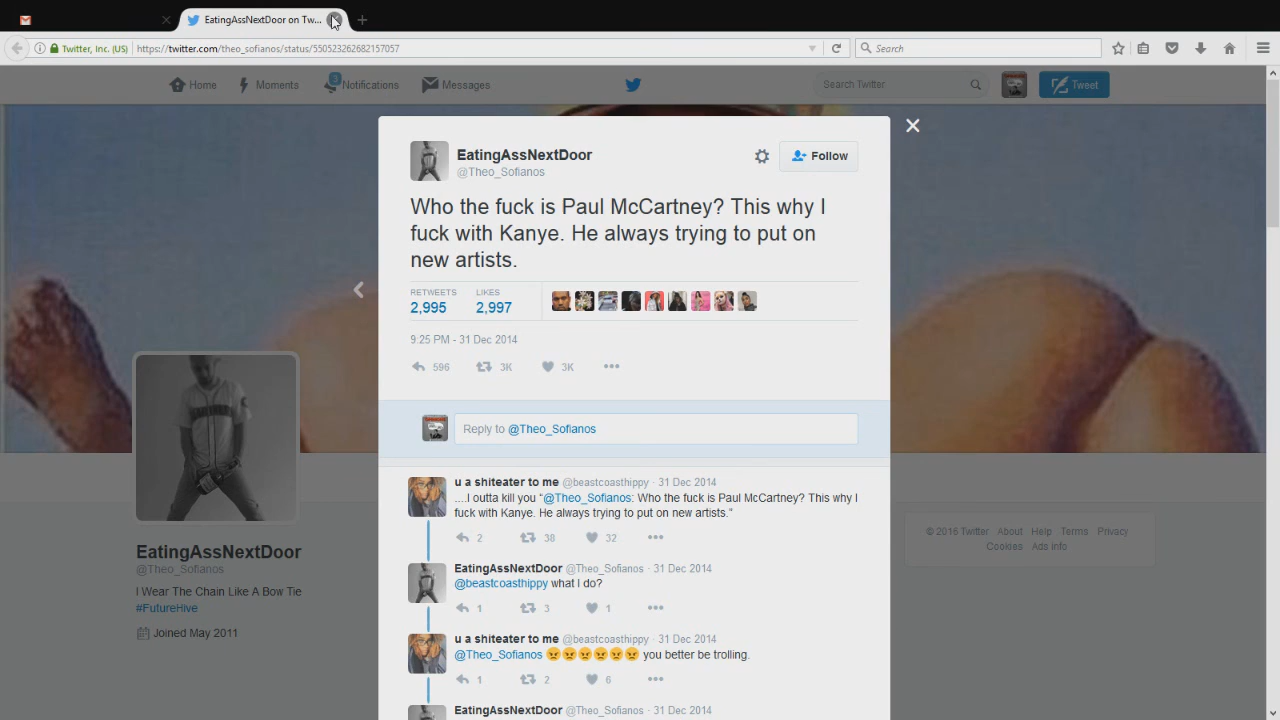 EatingAssNextDoor on Tw...
Twitter, Inc. (US)
https://twitter.com/theo_sofianos/status/550523262682157057
Search
Home
Moments
3
Notifications
Messages
Search Twitter
Tweet
EatingAssNextDoor
@Theo_Sofianos
Follow
Who the fuck is Paul McCartney? This why I
fuck with Kanye. He always trying to put on
new artists.
RETWEETS
2,995
LIKES
2,997
9:25 PM - 31 Dec 2014
596
3K
3K
Reply to @Theo_Sofianos
u a shiteater to me @beastcoasthippy · 31 Dec 2014
....I outta kill you “@Theo_Sofianos: Who the fuck is Paul McCartney? This why I
fuck with Kanye. He always trying to put on new artists.”
2
38
32
EatingAssNextDoor @Theo_Sofianos · 31 Dec 2014
@beastcoasthippy what I do?
1
3
1
u a shiteater to me @beastcoasthippy · 31 Dec 2014
@Theo_Sofianos 😠😠😠😠😠😠 you better be trolling.
1
2
6
EatingAssNextDoor @Theo_Sofianos · 31 Dec 2014
EatingAssNextDoor
@Theo_Sofianos
I Wear The Chain Like A Bow Tie
#FutureHive
Joined May 2011
© 2016 Twitter About Help Terms Privacy
Cookies Ads info